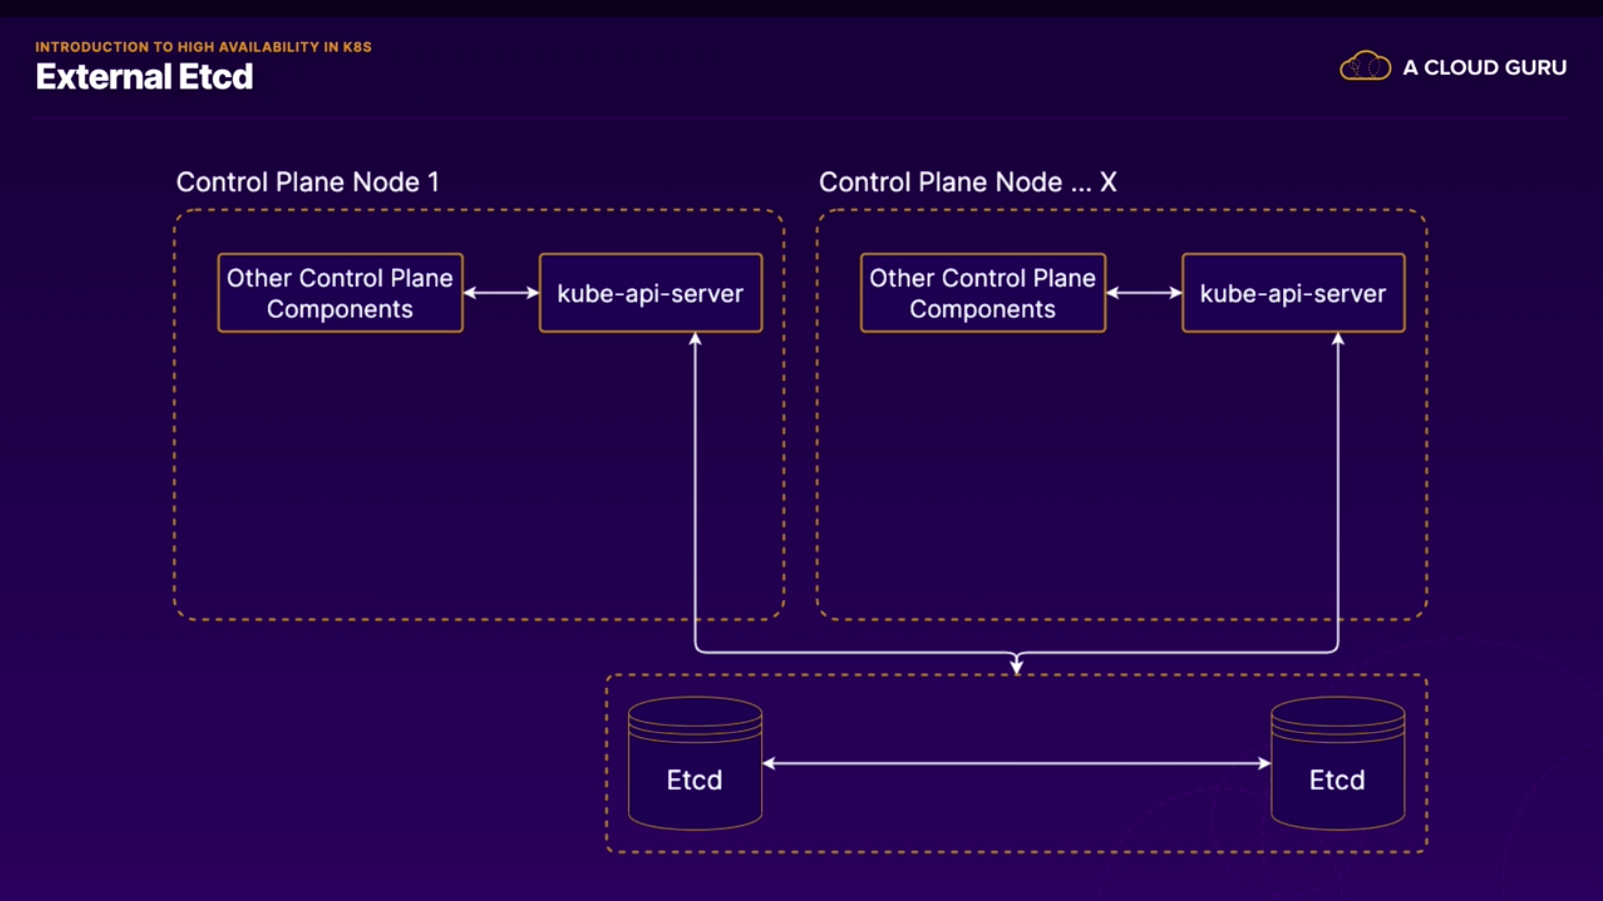 INTRODUCTION TO HIGH AVAILABILITY IN K8S
External Etcd
A CLOUD GURU
Control Plane Node 1
Control Plane Node ... X
Other Control Plane
Components
kube-api-server
Other Control Plane
Components
kube-api-server
Etcd
Etcd